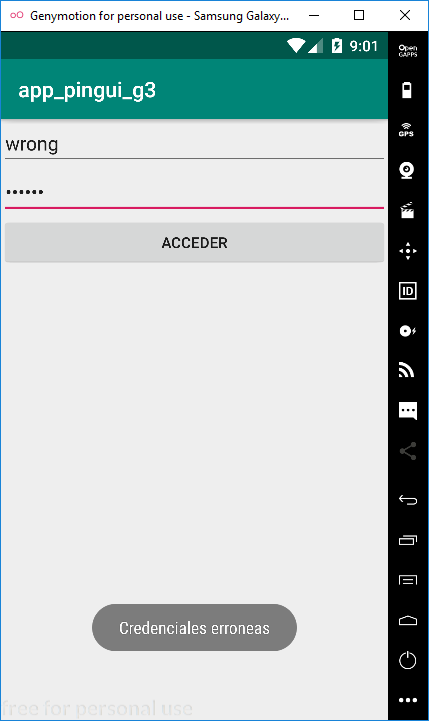 Genymotion for personal use - Samsung Galaxy...
9:01
Open
GAPPS
app_pingui_g3
GPS
wrong
••••••
ACCEDER
ID
Credenciales erroneas
free for personal use